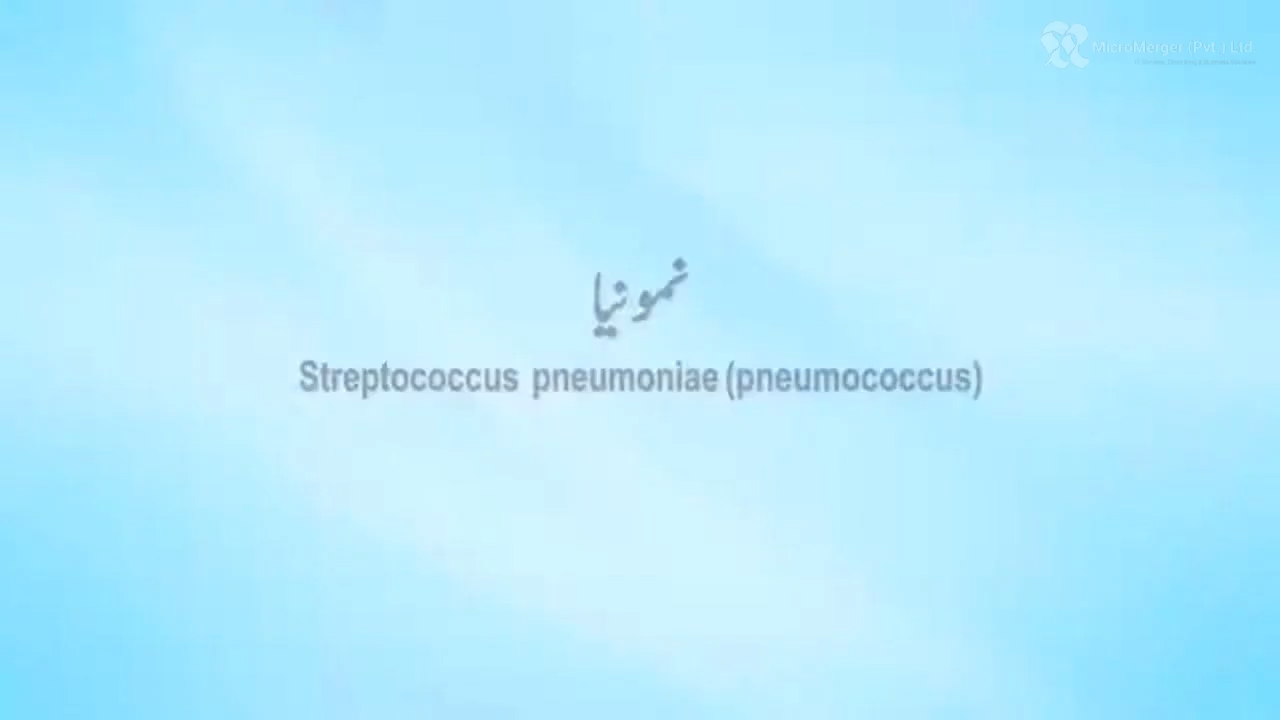 MicroMerger (Pvt.) Ltd
نمونیا
Streptococcus pneumoniae (pneumococcus)